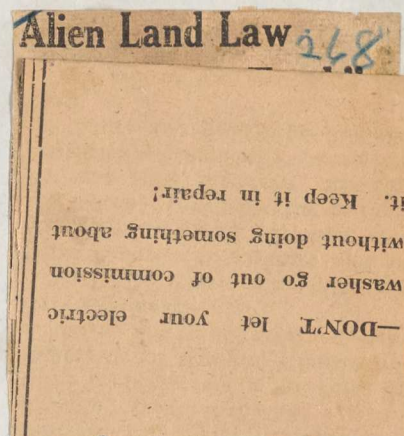 Alien Land Law
268
—DON'T let your electric
washer go out of commission
without doing something about
it. Keep it in repair!